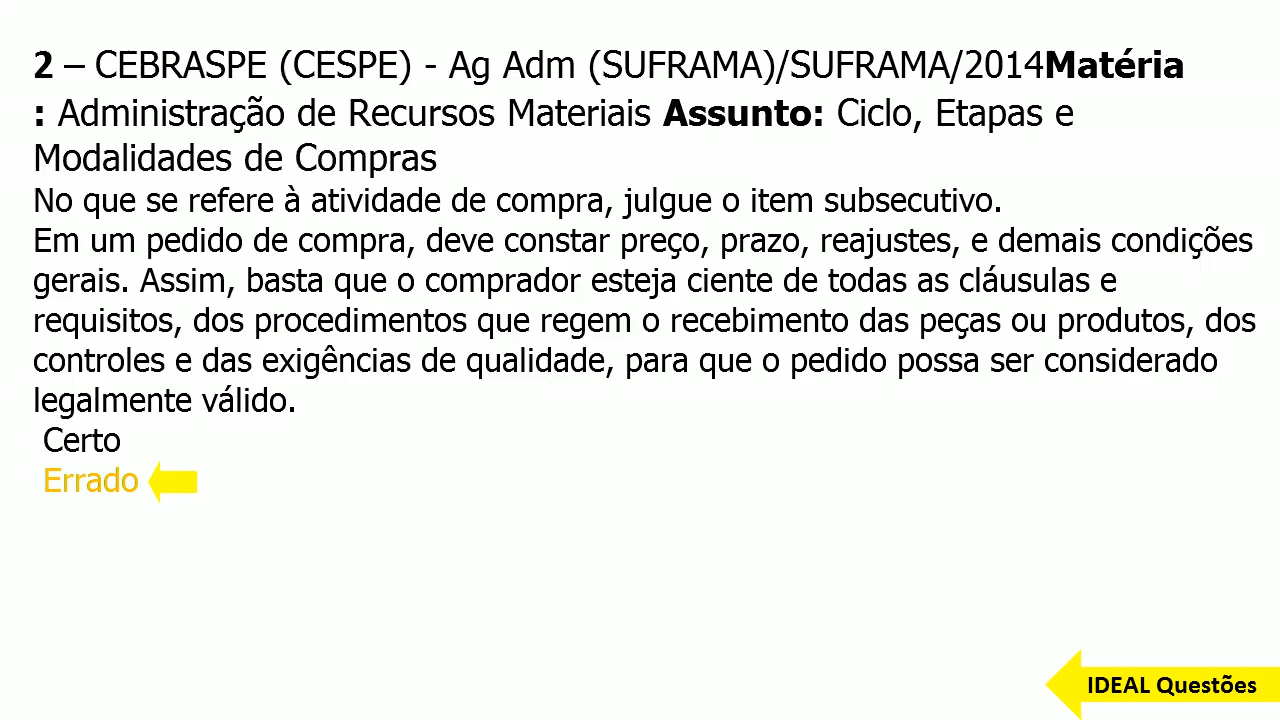 2 – CEBRASPE (CESPE) - Ag Adm (SUFRAMA)/SUFRAMA/2014Matéria
: Administração de Recursos Materiais Assunto: Ciclo, Etapas e
Modalidades de Compras
No que se refere à atividade de compra, julgue o item subsecutivo.
Em um pedido de compra, deve constar preço, prazo, reajustes, e demais condições
gerais. Assim, basta que o comprador esteja ciente de todas as cláusulas e
requisitos, dos procedimentos que regem o recebimento das peças ou produtos, dos
controles e das exigências de qualidade, para que o pedido possa ser considerado
legalmente válido.
Certo
Errado
IDEAL Questões